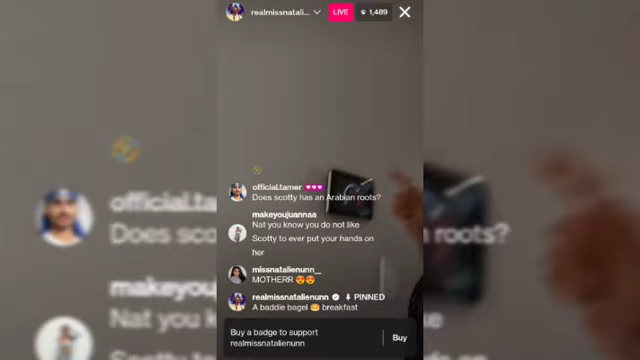 realmissnatali... LIVE 1,489
official.tamer 💗💗💗
Does scotty has an Arabian roots?
makeyoujuannaa
Nat you know you do not like
Scotty to ever put your hands on
her
missnatalienunn__
MOTHERR 😍😍
realmissnatalienunn PINNED
A baddie bagel 🥯 breakfast
Buy a badge to support
realmissnatalienunn
Buy